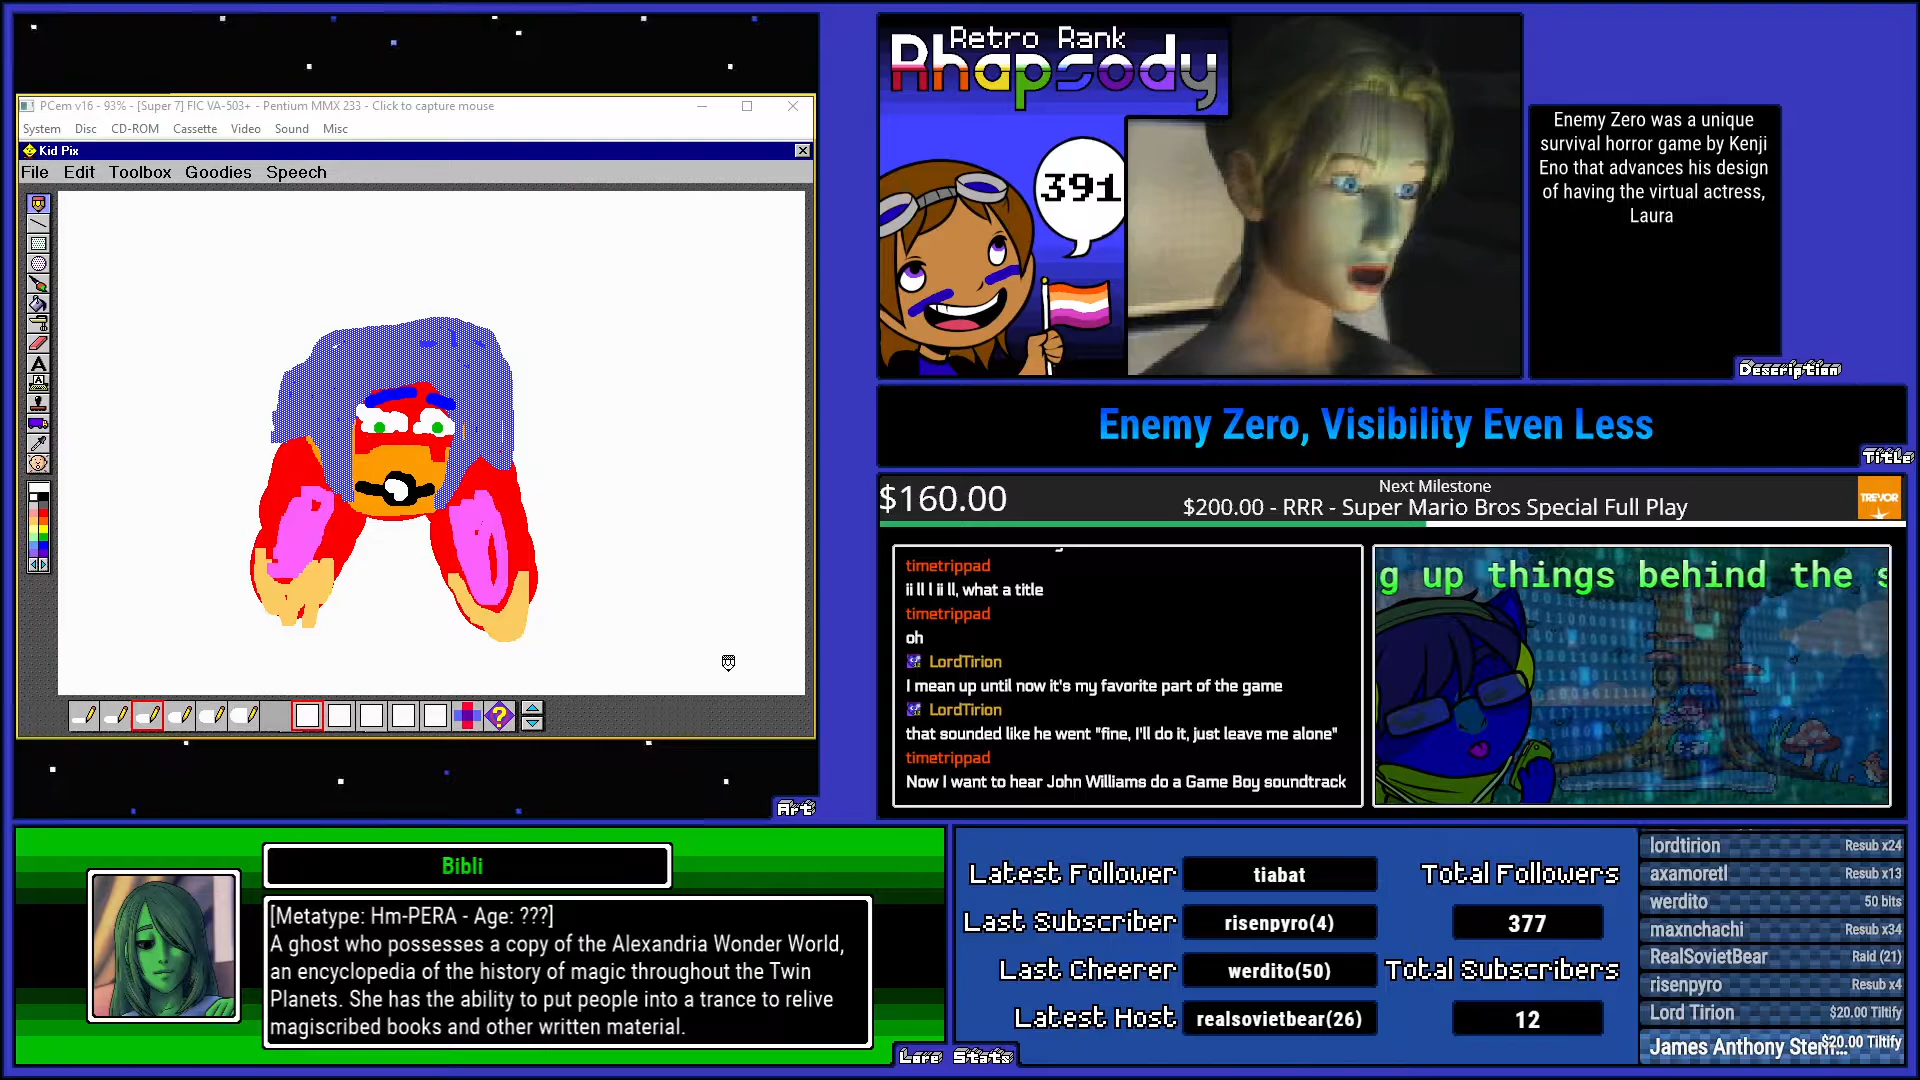 PCem v16 - 93% - [Super 7] FIC VA-503+ - Pentium MMX 233 - Click to capture mouse
System Disc CD-ROM Cassette Video Sound Misc
Kid Pix
File Edit Toolbox Goodies Speech
A
?
Art
Retro Rank
Rhapsody
391
Enemy Zero was a unique
survival horror game by Kenji
Eno that advances his design
of having the virtual actress,
Laura
Description
Enemy Zero, Visibility Even Less
Title
$160.00
Next Milestone
$200.00 - RRR - Super Mario Bros Special Full Play
TREVOR
timetrippad
ii ll l ii ll, what a title
timetrippad
oh
LordTirion
I mean up until now it's my favorite part of the game
LordTirion
that sounded like he went "fine, I'll do it, just leave me alone"
timetrippad
Now I want to hear John Williams do a Game Boy soundtrack
g up things behind the s
Bibli
[Metatype: Hm-PERA - Age: ???]
A ghost who possesses a copy of the Alexandria Wonder World,
an encyclopedia of the history of magic throughout the Twin
Planets. She has the ability to put people into a trance to relive
magiscribed books and other written material.
Lore
Stats
Latest Follower tiabat
Last Subscriber risenpyro(4)
Last Cheerer werdito(50)
Latest Host realsovietbear(26)
Total Followers
377
Total Subscribers
12
lordtirion Resub x24
axamoretl Resub x13
werdito 50 bits
maxnchachi Resub x34
RealSovietBear Raid (21)
risenpyro Resub x4
Lord Tirion $20.00 Tiltify
James Anthony $20.00 Tiltify